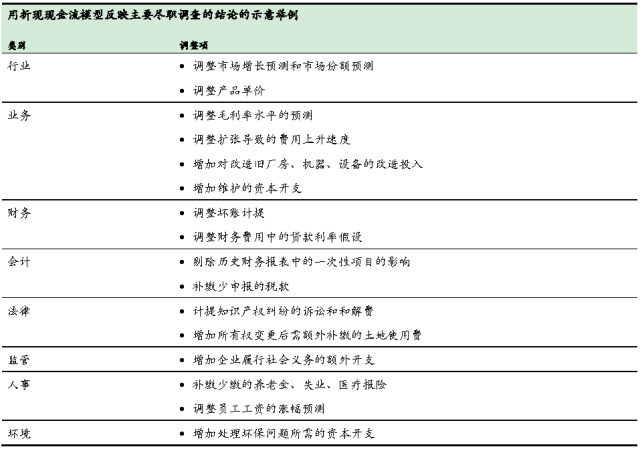 用折现现金流模型反映主要尽职调查的结论的示意举例
类别 调整项
行业 • 调整市场增长预测和市场份额预测
• 调整产品单价
业务 • 调整毛利率水平的预测
• 调整扩张导致的费用上升速度
• 增加对改造旧厂房、机器、设备的改造投入
• 增加维护的资本开支
财务 • 调整坏账计提
• 调整财务费用中的贷款利率假设
会计 • 剔除历史财务报表中的一次性项目的影响
• 补缴少申报的税款
法律 • 计提知识产权纠纷的诉讼和和解费
• 增加所有权变更后需额外补缴的土地使用费
监管 • 增加企业履行社会义务的额外开支
人事 • 补缴少缴的养老金、失业、医疗报险
• 调整员工工资的涨幅预测
环境 • 增加处理环保问题所需的资本开支